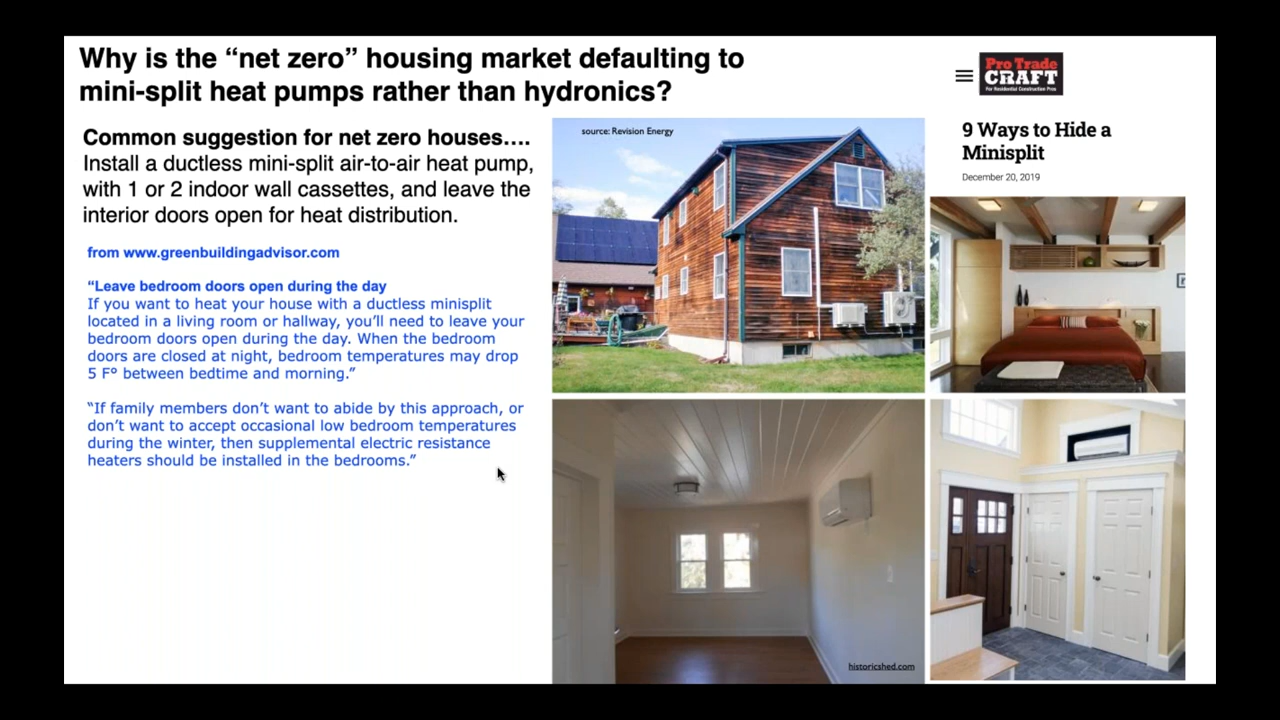 Why is the “net zero” housing market defaulting to
mini-split heat pumps rather than hydronics?
Common suggestion for net zero houses….
Install a ductless mini-split air-to-air heat pump,
with 1 or 2 indoor wall cassettes, and leave the
interior doors open for heat distribution.
from www.greenbuildingadvisor.com
“Leave bedroom doors open during the day
If you want to heat your house with a ductless minisplit
located in a living room or hallway, you’ll need to leave your
bedroom doors open during the day. When the bedroom
doors are closed at night, bedroom temperatures may drop
5 F° between bedtime and morning.”
“If family members don’t want to abide by this approach, or
don’t want to accept occasional low bedroom temperatures
during the winter, then supplemental electric resistance
heaters should be installed in the bedrooms.”
source: Revision Energy
historicshed.com
Pro Trade
CRAFT
For Residential Construction Pros
9 Ways to Hide a
Minisplit
December 20, 2019